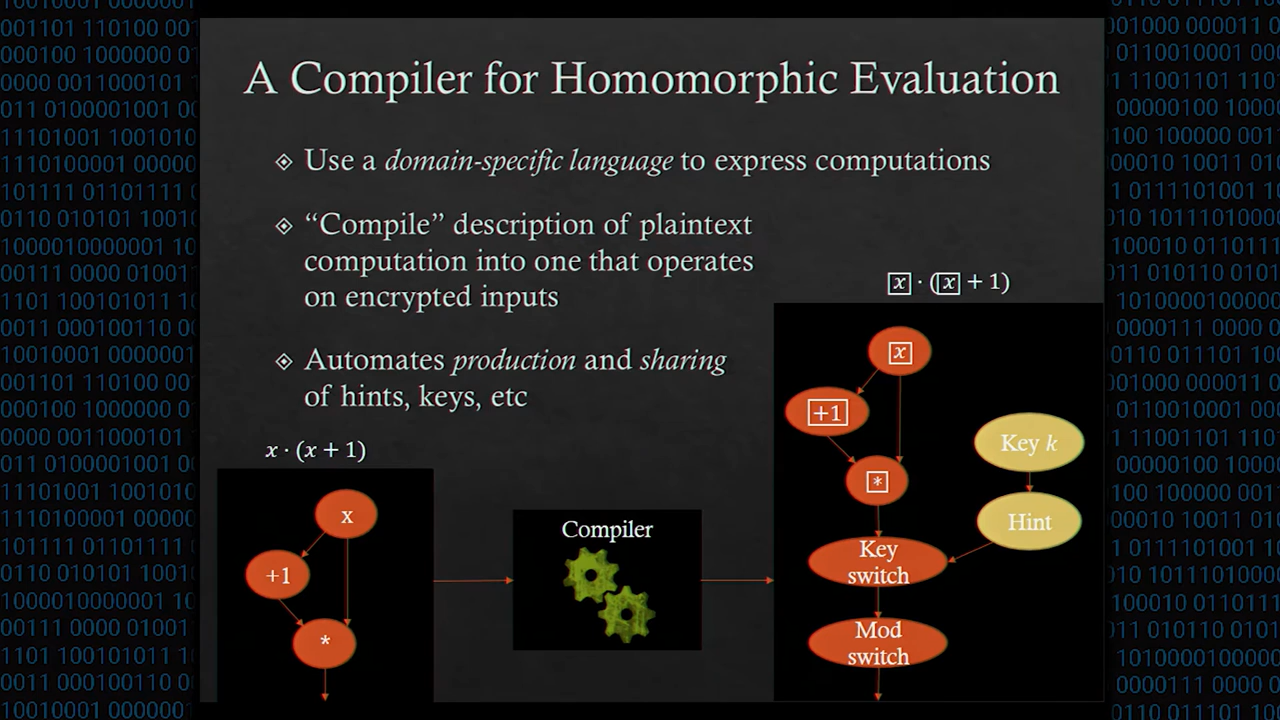 A Compiler for Homomorphic Evaluation
Use a domain-specific language to express computations
“Compile” description of plaintext
computation into one that operates
on encrypted inputs
Automates production and sharing
of hints, keys, etc
x · (x + 1)
x
+1
*
Compiler
x · (x + 1)
x
+1
*
Key
switch
Mod
switch
Key k
Hint